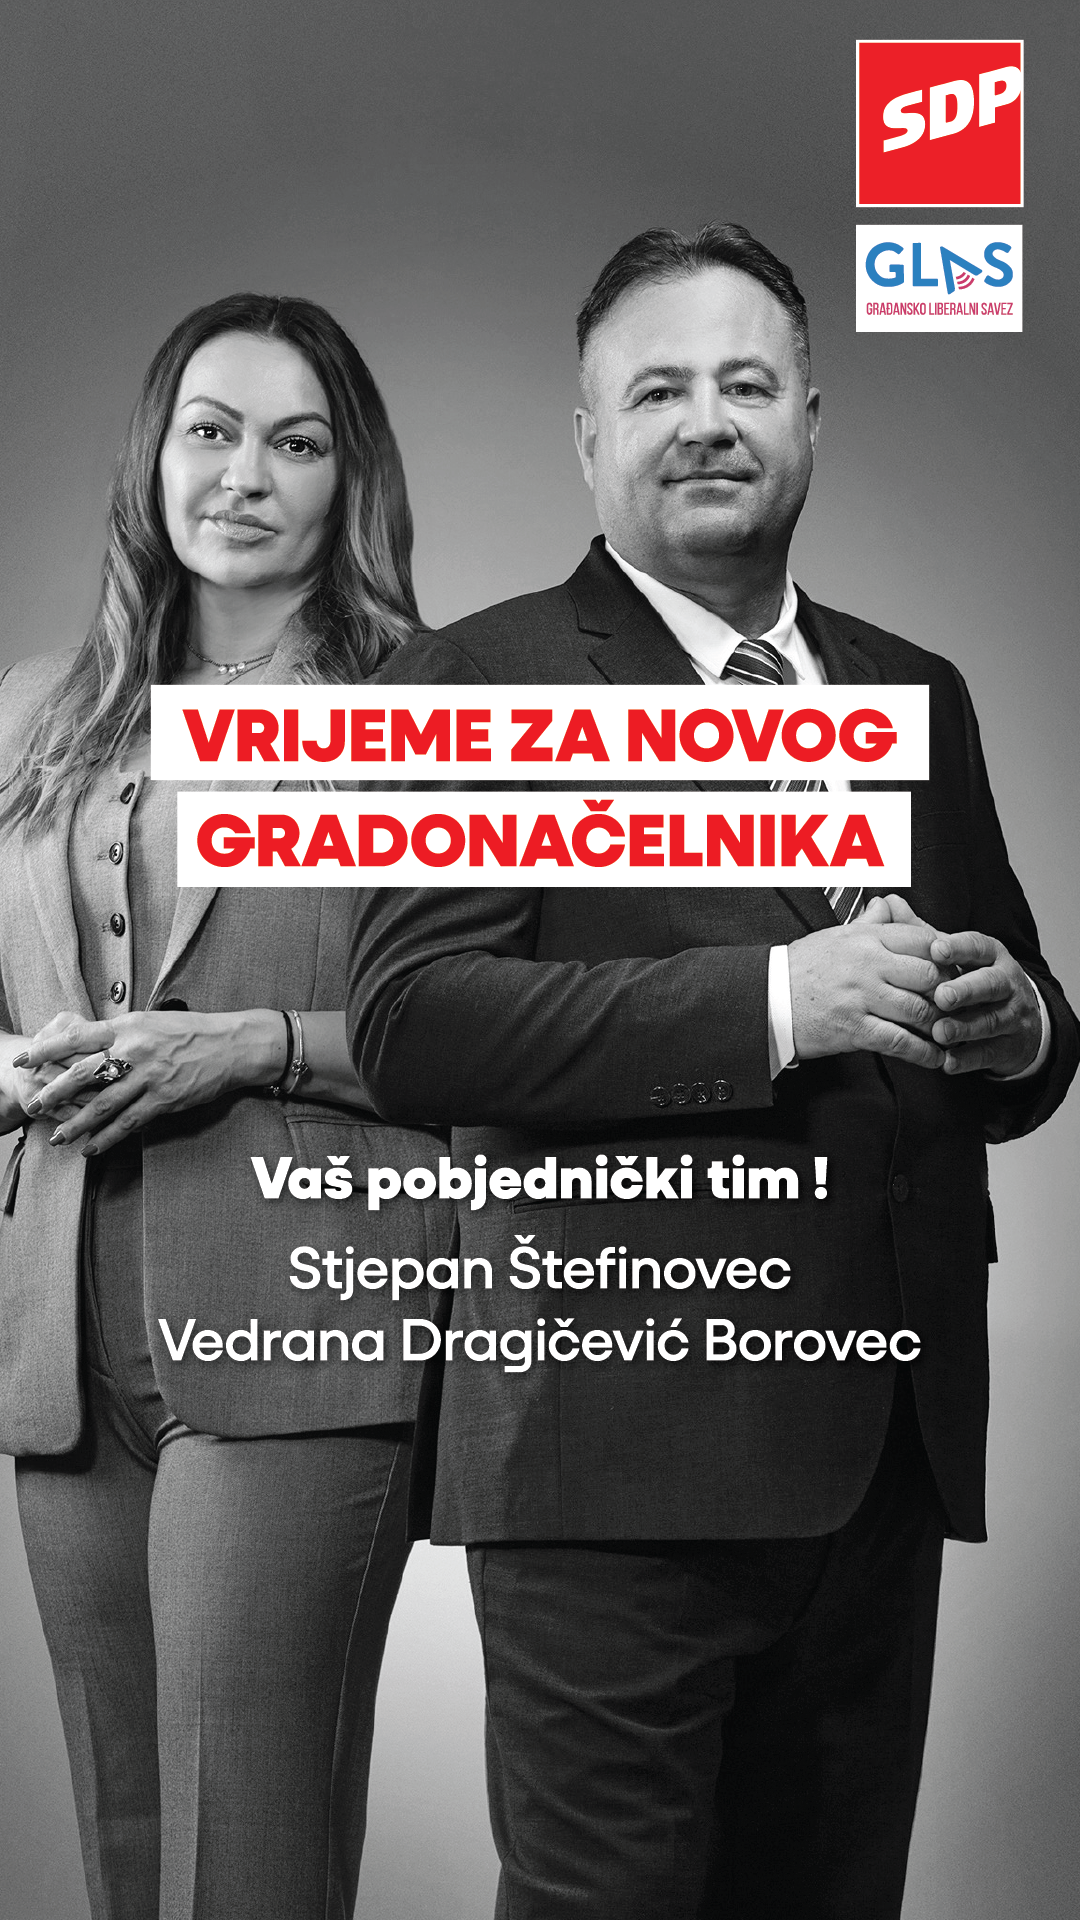 SDP
GLAS
GRAĐANSKO LIBERALNI SAVEZ
VRIJEME ZA NOVOG
GRADONAČELNIKA
Vaš pobjednički tim !
Stjepan Štefinovec
Vedrana Dragičević Borovec